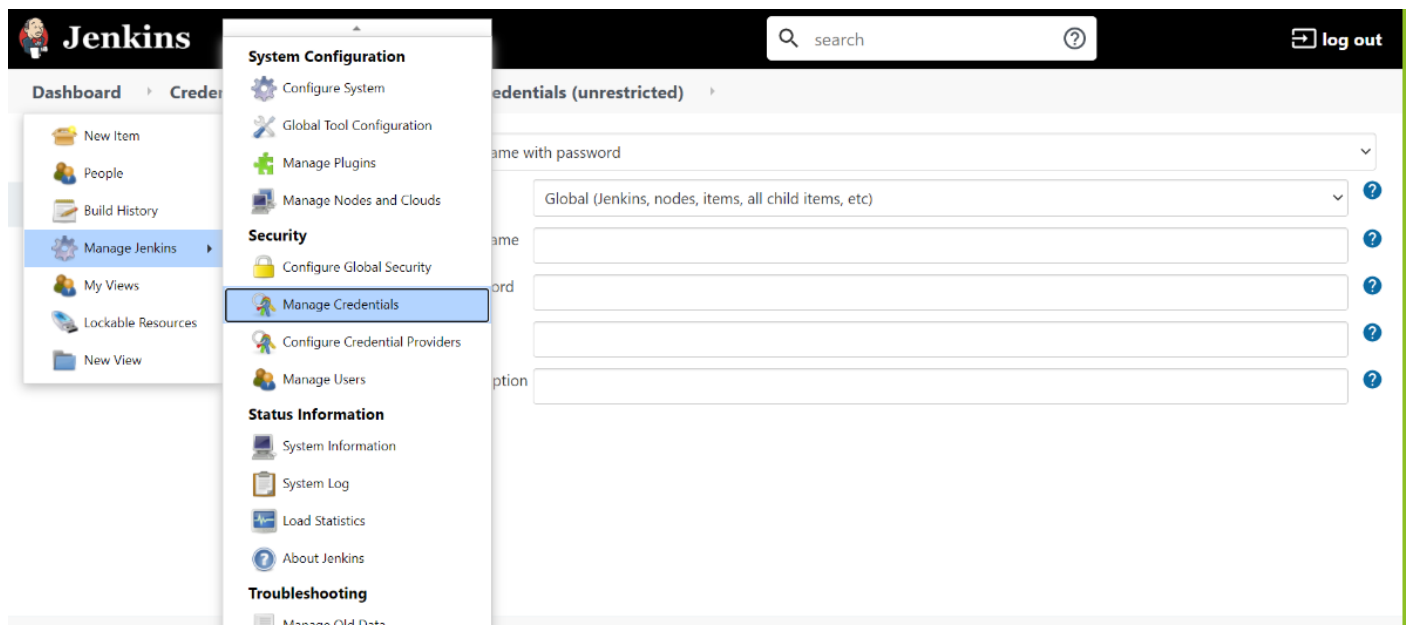 Jenkins
search
log out
Dashboard
Creder
edentials (unrestricted)
New Item
People
Build History
Manage Jenkins
My Views
Lockable Resources
New View
System Configuration
Configure System
Global Tool Configuration
Manage Plugins
Manage Nodes and Clouds
Security
Configure Global Security
Manage Credentials
Configure Credential Providers
Manage Users
Status Information
System Information
System Log
Load Statistics
About Jenkins
Troubleshooting
Manage Old Data
ame with password
Global (Jenkins, nodes, items, all child items, etc)
ame
ord
ption